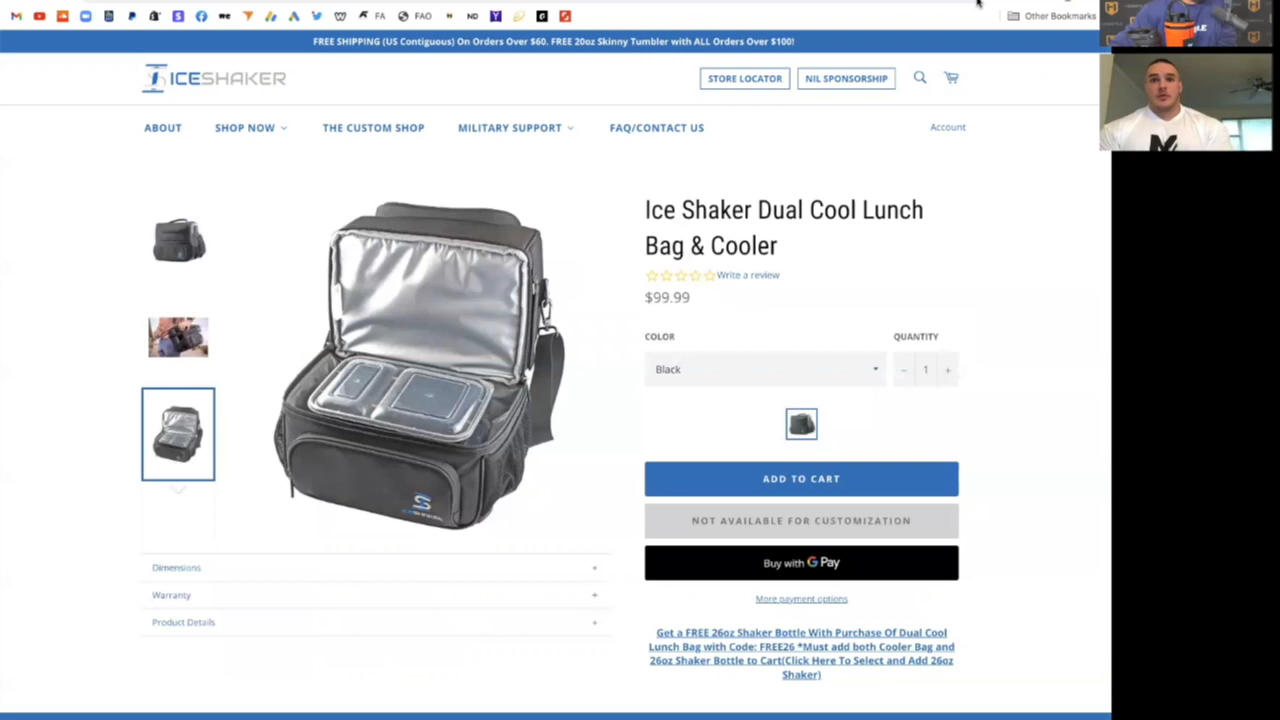 FA
FAO
ND
Other Bookmarks
FREE SHIPPING (US Contiguous) On Orders Over $60. FREE 20oz Skinny Tumbler with ALL Orders Over $100!
ICESHAKER
STORE LOCATOR
NIL SPONSORSHIP
ABOUT
SHOP NOW
THE CUSTOM SHOP
MILITARY SUPPORT
FAQ/CONTACT US
Account
Ice Shaker Dual Cool Lunch
Bag & Cooler
Write a review
$99.99
COLOR
QUANTITY
Black
− 1 +
ADD TO CART
NOT AVAILABLE FOR CUSTOMIZATION
Buy with G Pay
More payment options
Get a FREE 26oz Shaker Bottle With Purchase Of Dual Cool
Lunch Bag with Code: FREE26 *Must add both Cooler Bag and
26oz Shaker Bottle to Cart(Click Here To Select and Add 26oz
Shaker)
Dimensions +
Warranty +
Product Details +